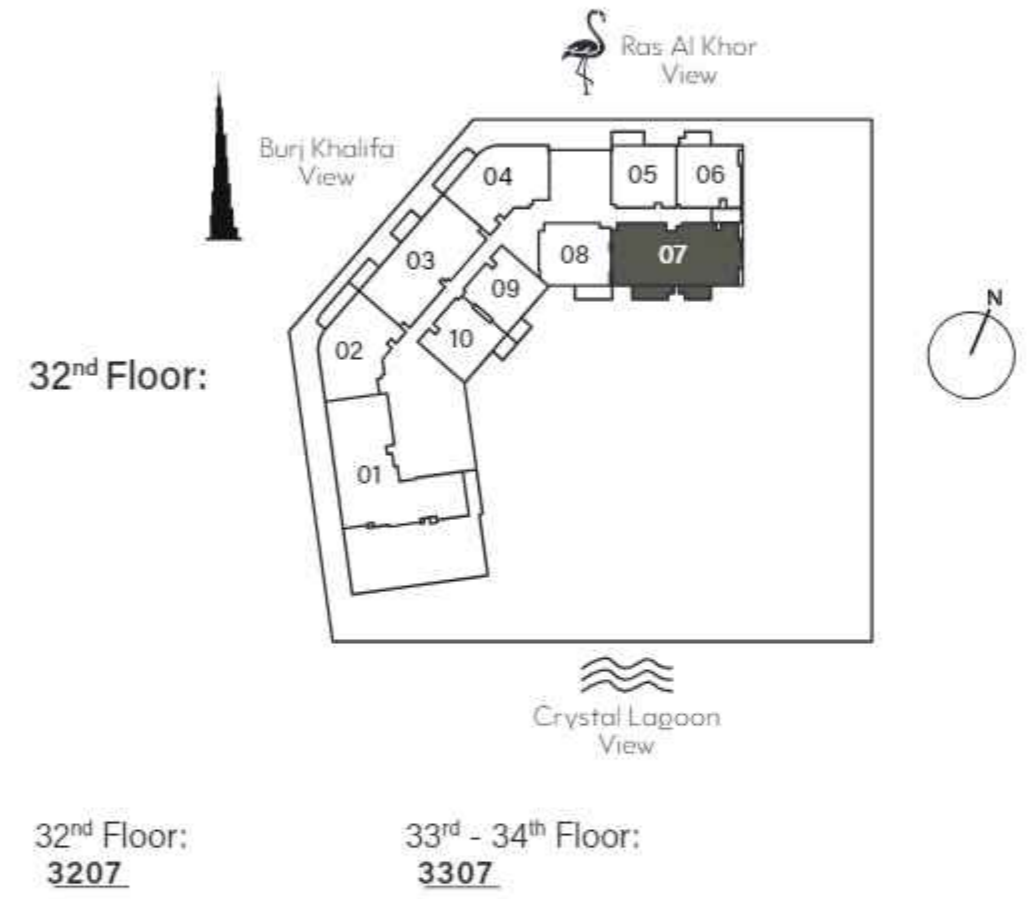 Ras Al Khor
View
Burj Khalifa
View
04
05
06
03
08
07
09
10
02
N
32nd Floor:
01
Crystal Lagoon
View
32nd Floor:
3207
33rd - 34th Floor:
3307